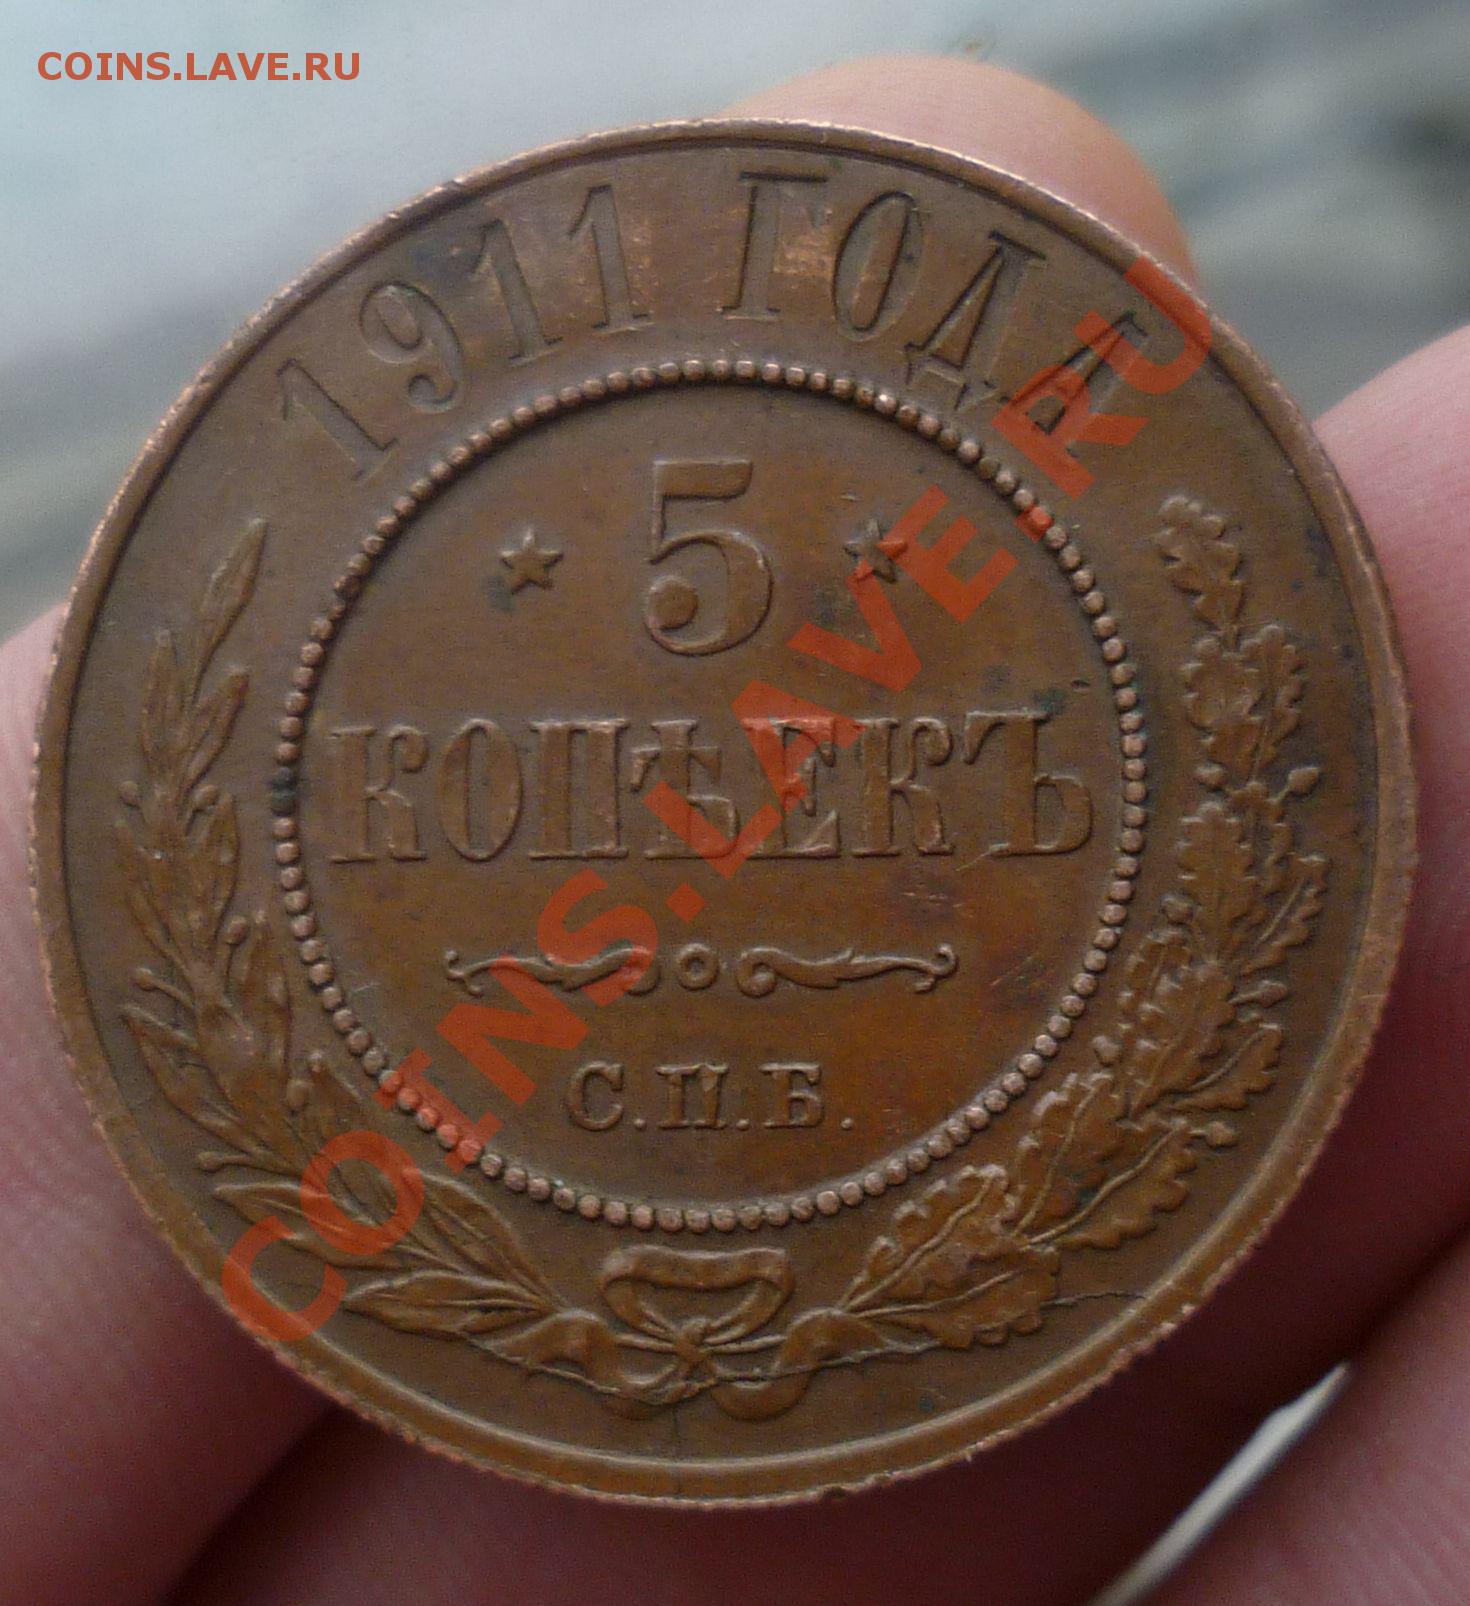 COINS.LAVE.RU
1911 ГОДА
5
КОПѢЕКЪ
С.П.Б.
COINS.LAVE.RU